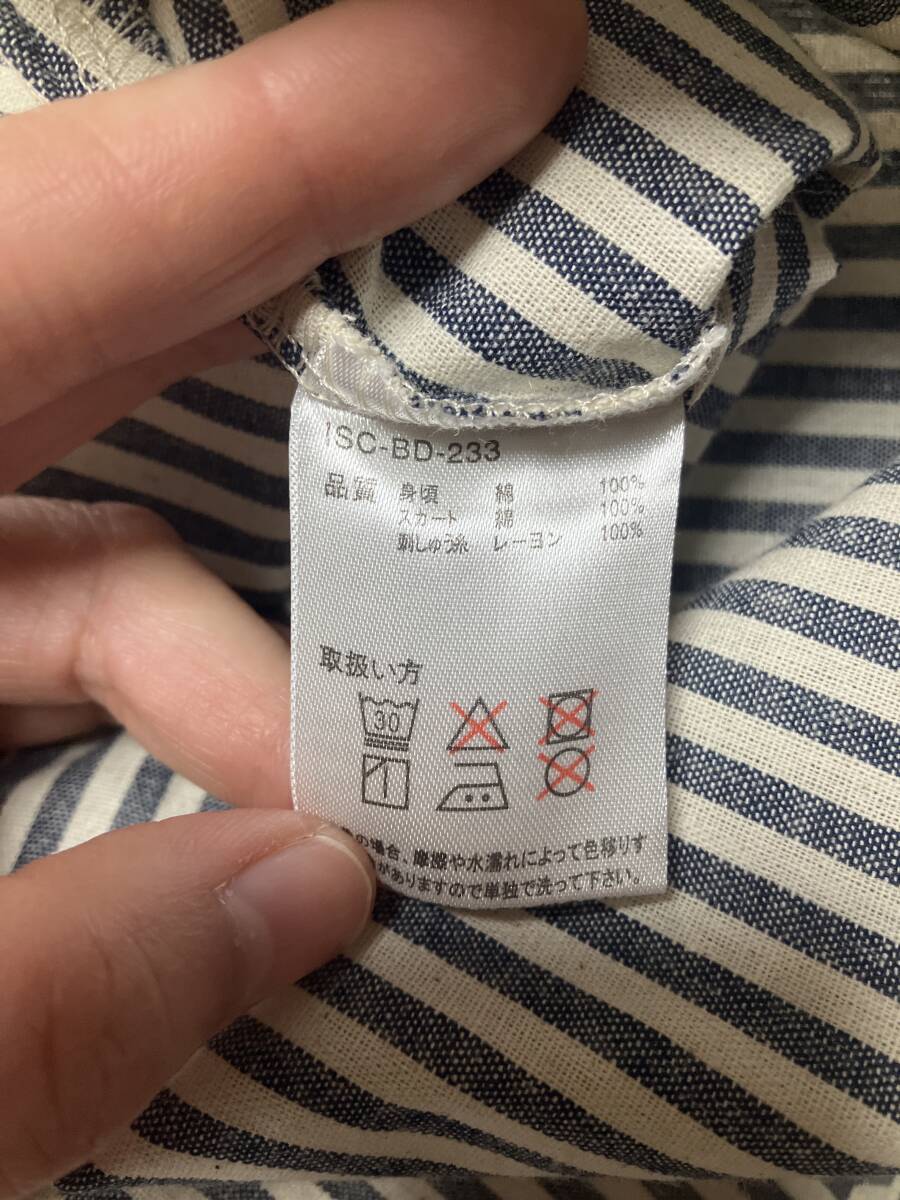 SC-BD-233
品質 身頃 綿 100%
スカート 綿 100%
刺しゅう糸 レーヨン 100%
取扱い方
30
の場合、摩擦や水濡れによって色移りす
がありますので単独で洗って下さい。